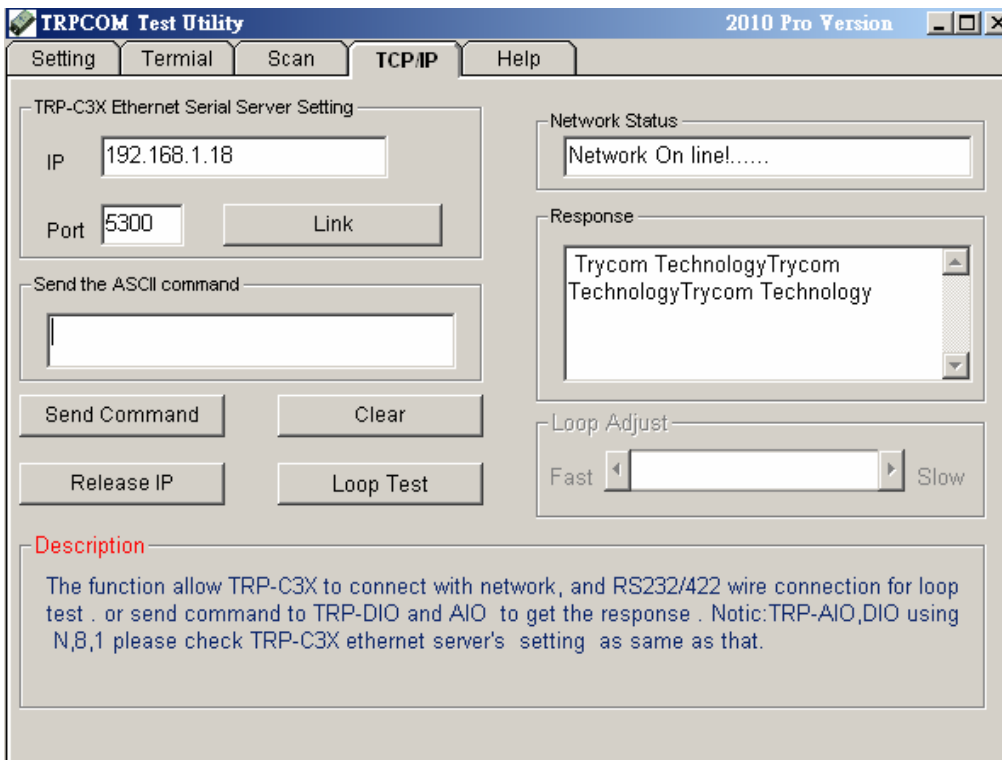 TRPCOM Test Utility
2010 Pro Version
Setting
Termial
Scan
TCP/IP
Help
TRP-C3X Ethernet Serial Server Setting
IP
192.168.1.18
Port
5300
Link
Send the ASCII command
Send Command
Clear
Release IP
Loop Test
Network Status
Network On line!......
Response
Trycom TechnologyTrycom
TechnologyTrycom Technology
Loop Adjust
Fast
Slow
Description
The function allow TRP-C3X to connect with network, and RS232/422 wire connection for loop
test . or send command to TRP-DIO and AIO to get the response . Notic:TRP-AIO,DIO using
N,8,1 please check TRP-C3X ethernet server's setting as same as that.